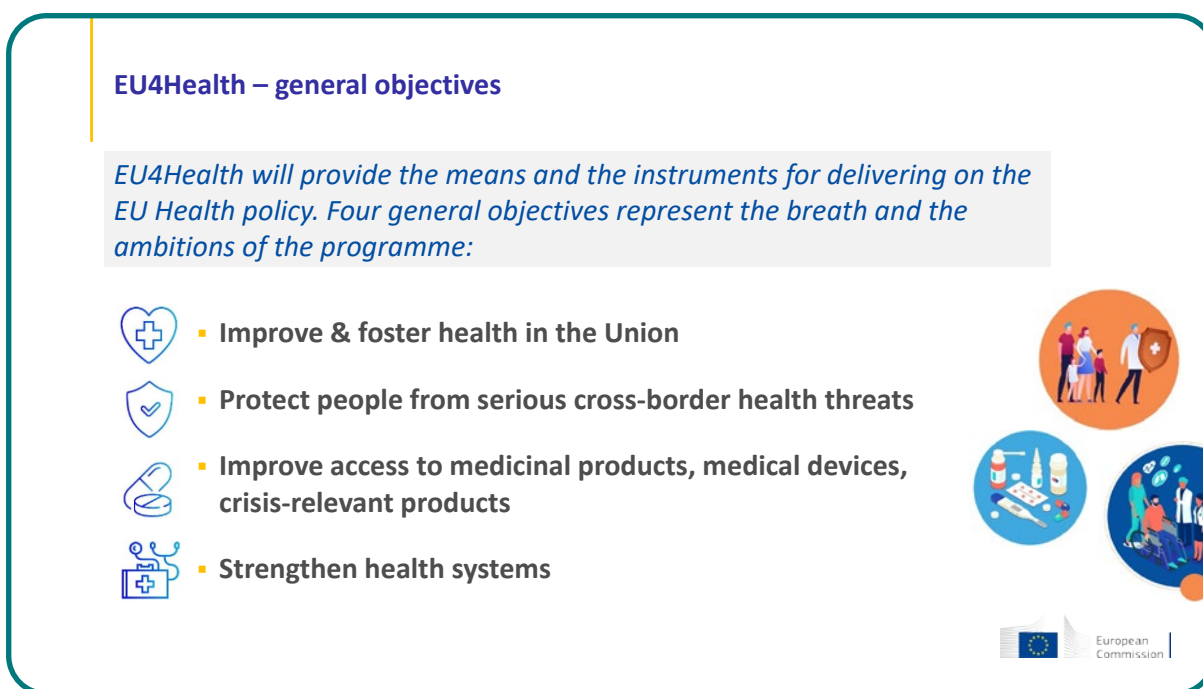 EU4Health – general objectives
EU4Health will provide the means and the instruments for delivering on the
EU Health policy. Four general objectives represent the breath and the
ambitions of the programme:
▪ Improve & foster health in the Union
▪ Protect people from serious cross-border health threats
▪ Improve access to medicinal products, medical devices,
crisis-relevant products
▪ Strengthen health systems
European
Commission